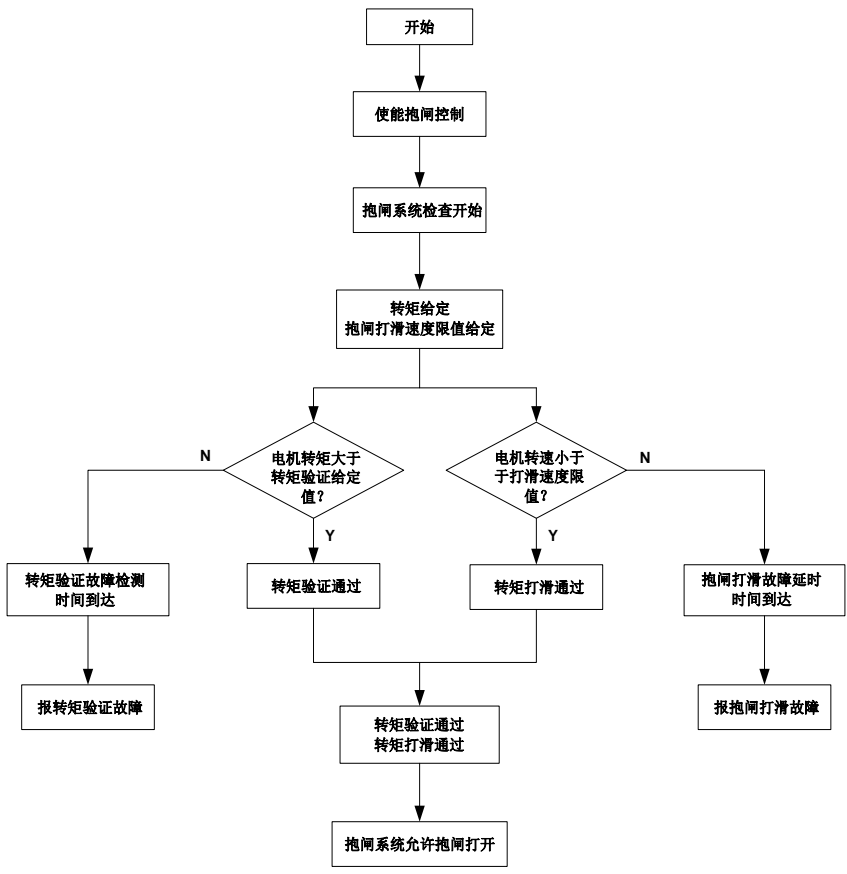 开始
使能抱闸控制
抱闸系统检查开始
转矩给定
抱闸打滑速度限值给定
N
电机转矩大于
转矩验证给定
值？
Y
电机转速小于
于打滑速度限
值？
N
Y
转矩验证故障检测
时间到达
转矩验证通过
转矩打滑通过
抱闸打滑故障延时
时间到达
报转矩验证故障
转矩验证通过
转矩打滑通过
报抱闸打滑故障
抱闸系统允许抱闸打开